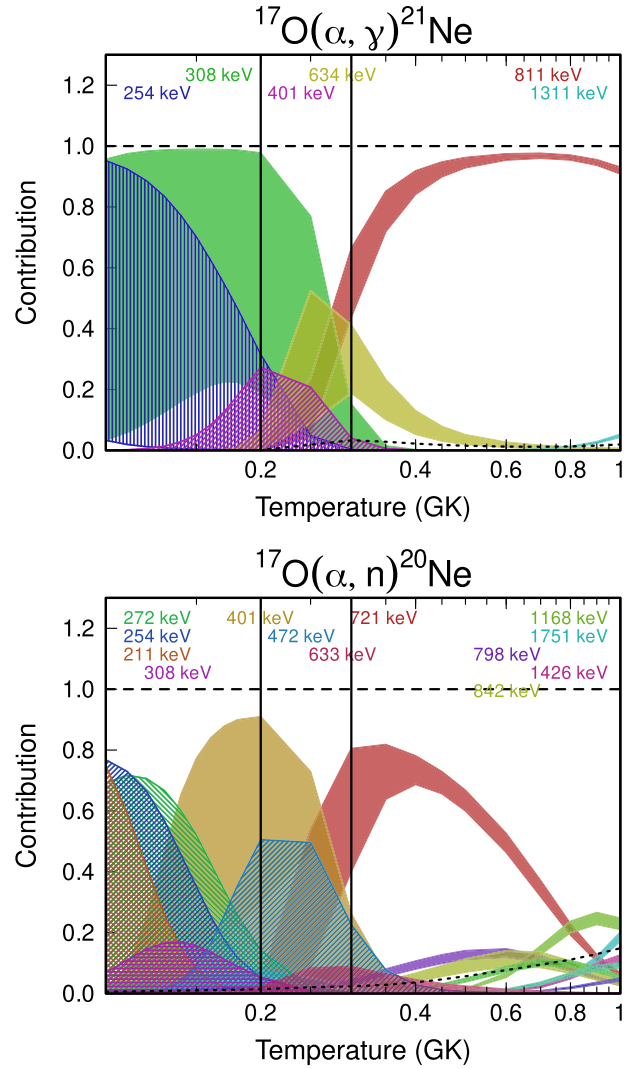 ¹⁷O(α, γ)²¹Ne
308 keV 634 keV 811 keV
254 keV 401 keV 1311 keV
1.2
1.0
0.8
0.6
0.4
0.2
0.0
Contribution
0.2 0.4 0.6 0.8 1
Temperature (GK)
¹⁷O(α, n)²⁰Ne
272 keV 401 keV 721 keV 1168 keV
254 keV 472 keV 1751 keV
211 keV 633 keV 798 keV
308 keV 1426 keV
842 keV
1.2
1.0
0.8
0.6
0.4
0.2
0.0
Contribution
0.2 0.4 0.6 0.8 1
Temperature (GK)